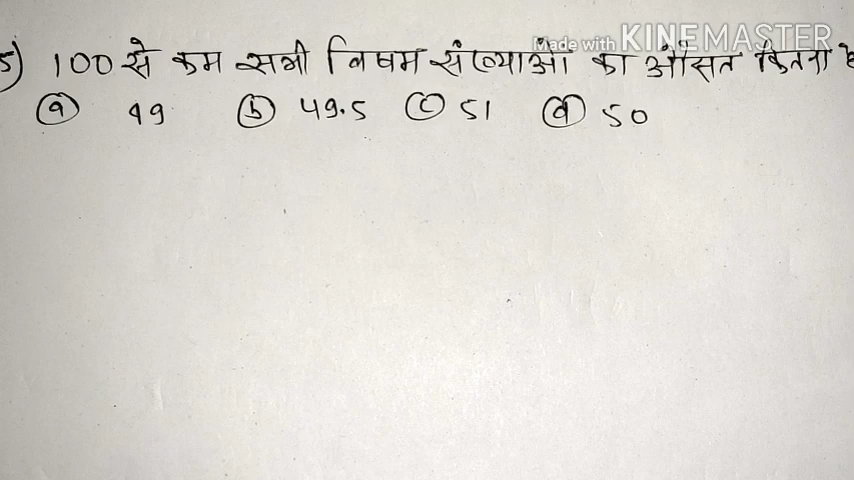 Made with KINEMASTER
5) 100 से कम सभी विषम संख्याओं का औसत कितना है
(a) 49 (b) 49.5 (c) 51 (d) 50